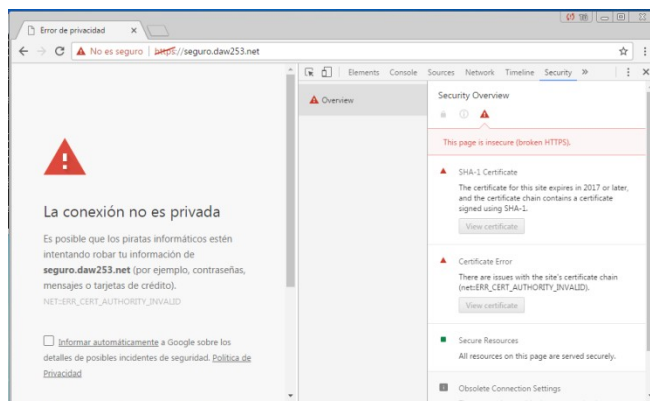 Error de privacidad
No es seguro | https://seguro.daw253.net
Elements Console Sources Network Timeline Security »
Overview
Security Overview
This page is insecure (broken HTTPS).
SHA-1 Certificate
The certificate for this site expires in 2017 or later,
and the certificate chain contains a certificate
signed using SHA-1.
View certificate
Certificate Error
There are issues with the site's certificate chain
(net::ERR_CERT_AUTHORITY_INVALID).
View certificate
Secure Resources
All resources on this page are served securely.
Obsolete Connection Settings
La conexión no es privada
Es posible que los piratas informáticos estén
intentando robar tu información de
seguro.daw253.net (por ejemplo, contraseñas,
mensajes o tarjetas de crédito).
NET::ERR_CERT_AUTHORITY_INVALID
Informar automáticamente a Google sobre los
detalles de posibles incidentes de seguridad. Política de
Privacidad